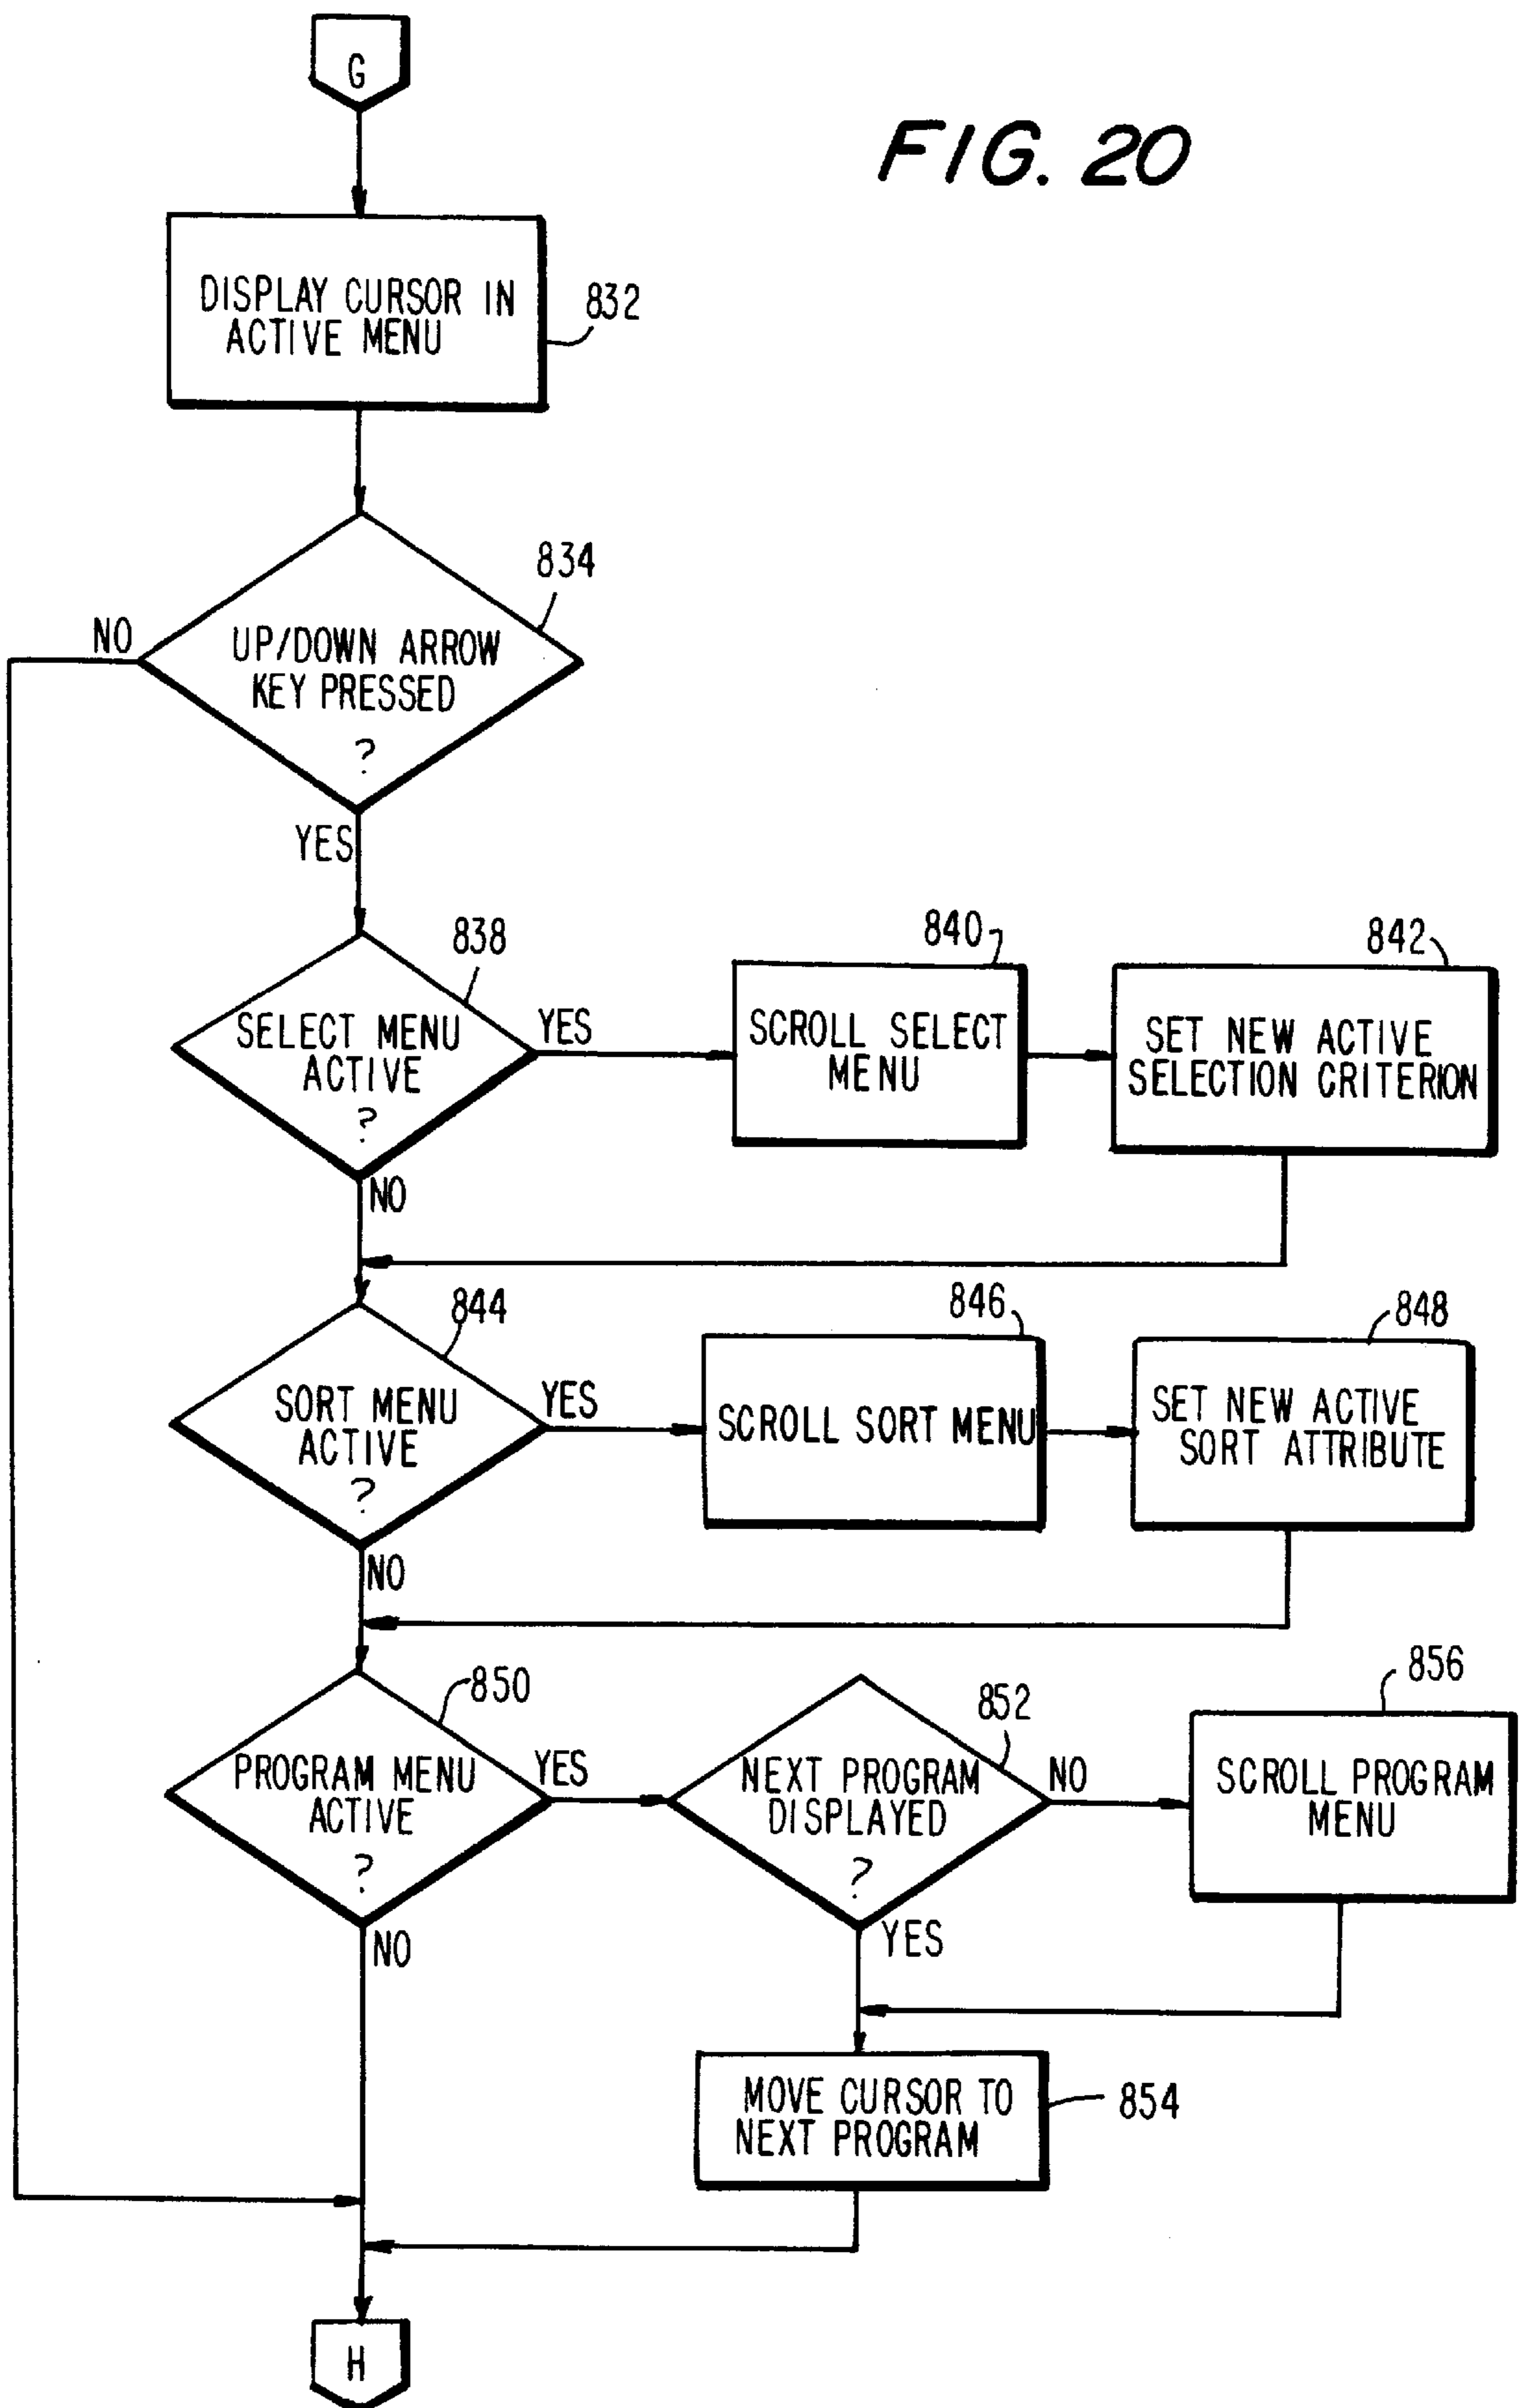 G
FIG. 20
DISPLAY CURSOR IN
ACTIVE MENU
832
834
NO
UP/DOWN ARROW
KEY PRESSED
?
YES
838
SELECT MENU
ACTIVE
?
YES
NO
840
SCROLL SELECT
MENU
842
SET NEW ACTIVE
SELECTION CRITERION
844
SORT MENU
ACTIVE
?
YES
NO
846
SCROLL SORT MENU
848
SET NEW ACTIVE
SORT ATTRIBUTE
850
PROGRAM MENU
ACTIVE
?
YES
NO
852
NEXT PROGRAM
DISPLAYED
?
NO
YES
856
SCROLL PROGRAM
MENU
MOVE CURSOR TO
NEXT PROGRAM
854
H